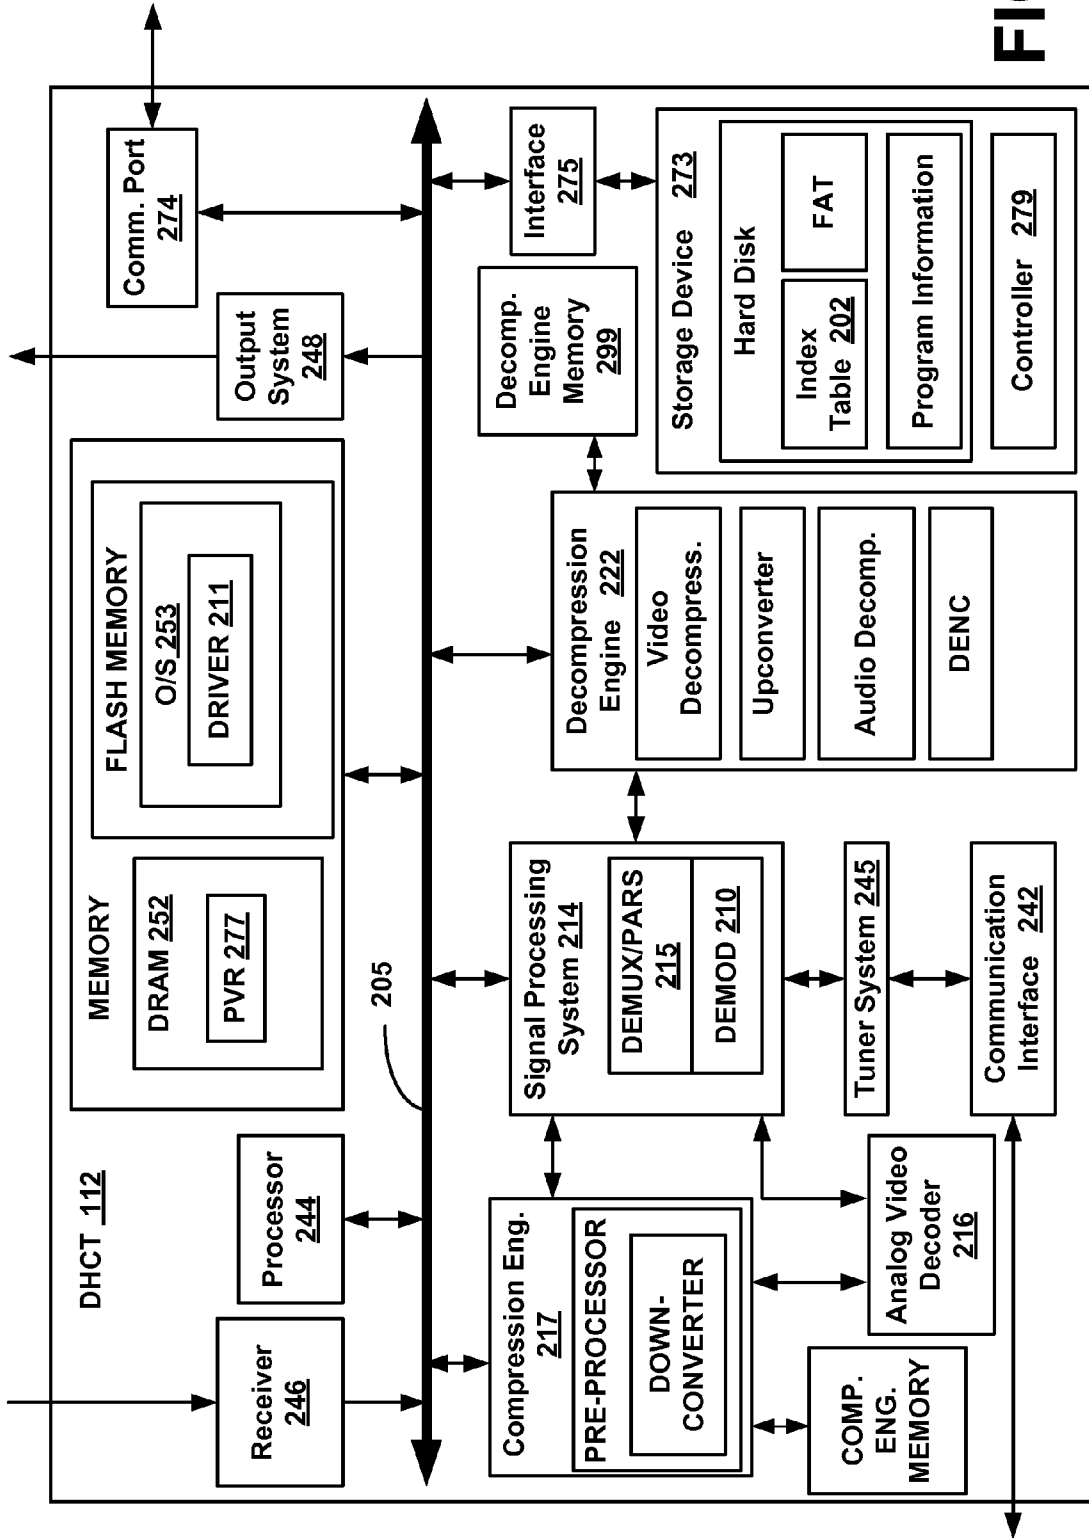 DHCT 112
Receiver
246
Processor
244
MEMORY
DRAM 252
PVR 277
FLASH MEMORY
O/S 253
DRIVER 211
Output
System
248
Comm. Port
274
205
Compression Eng.
217
PRE-PROCESSOR
DOWN-
CONVERTER
COMP.
ENG.
MEMORY
Analog Video
Decoder
216
Signal Processing
System 214
DEMUX/PARS
215
DEMOD 210
Tuner System 245
Communication
Interface 242
Decompression
Engine 222
Video
Decompress.
Upconverter
Audio Decomp.
DENC
Decomp.
Engine
Memory
299
Interface
275
Storage Device 273
Hard Disk
Index
Table 202
FAT
Program Information
Controller 279